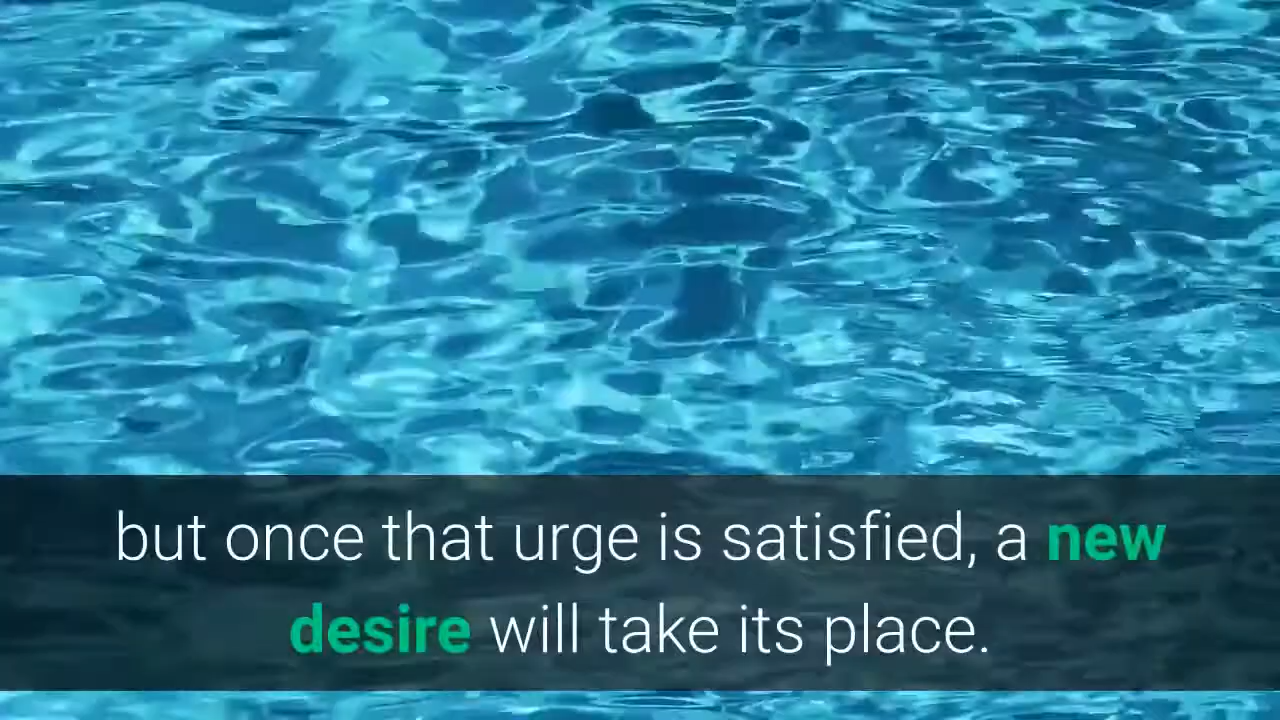 but once that urge is satisfied, a new
desire will take its place.